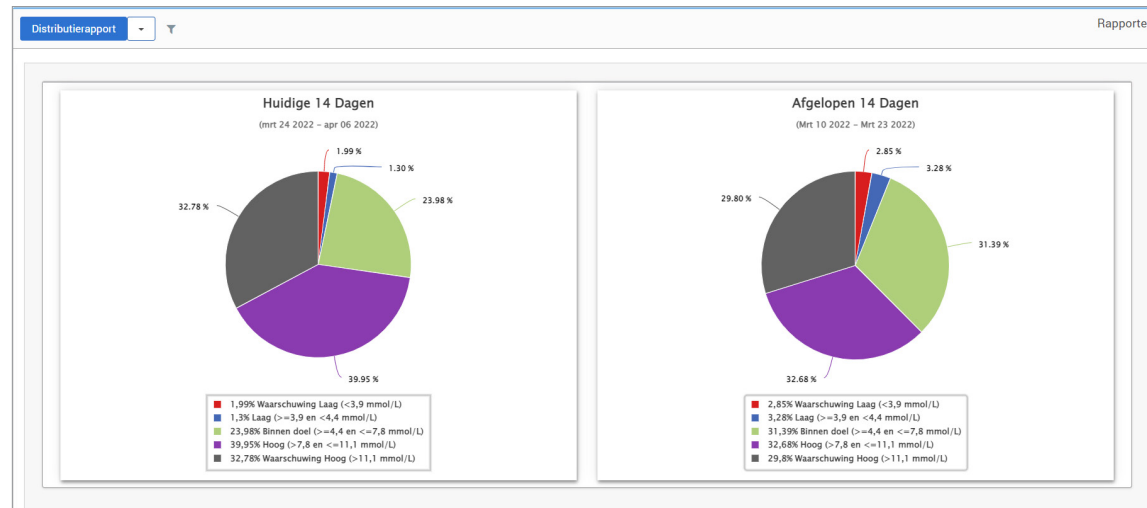 Distributierapport
Rapporte
Huidige 14 Dagen
(mrt 24 2022 – apr 06 2022)
1.99 %
1.30 %
23.98 %
32.78 %
39.95 %
1,99% Waarschuwing Laag (<3,9 mmol/L)
1,3% Laag (>=3,9 en <4,4 mmol/L)
23,98% Binnen doel (>=4,4 en <=7,8 mmol/L)
39,95% Hoog (>7,8 en <=11,1 mmol/L)
32,78% Waarschuwing Hoog (>11,1 mmol/L)
Afgelopen 14 Dagen
(Mrt 10 2022 – Mrt 23 2022)
2.85 %
3.28 %
29.80 %
31.39 %
32.68 %
2,85% Waarschuwing Laag (<3,9 mmol/L)
3,28% Laag (>=3,9 en <4,4 mmol/L)
31,39% Binnen doel (>=4,4 en <=7,8 mmol/L)
32,68% Hoog (>7,8 en <=11,1 mmol/L)
29,8% Waarschuwing Hoog (>11,1 mmol/L)